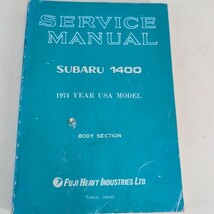 SERVICE
MANUAL
SUBARU 1400
1974 YEAR USA MODEL
BODY SECTION
FUJI HEAVY INDUSTRIES LTD.
Tokyo, Japan